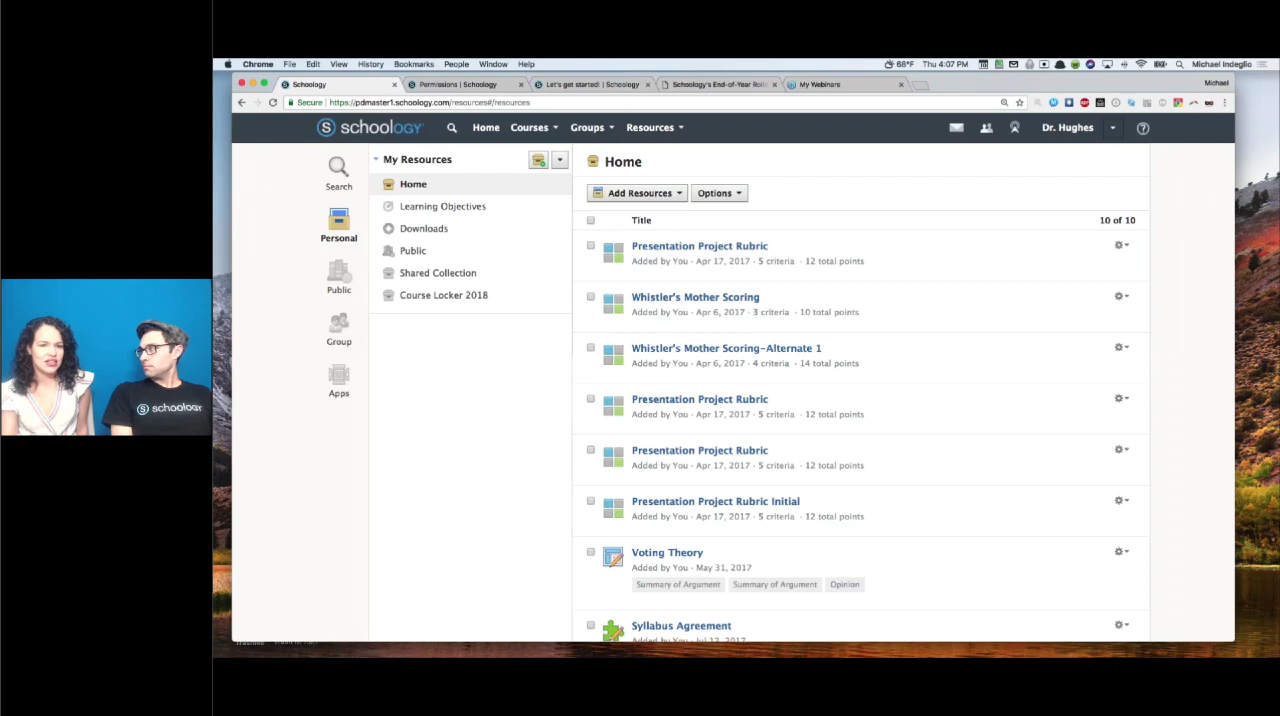 Chrome File Edit View History Bookmarks People Window Help 68°F Thu 4:07 PM Michael Indeglio
Schoology Permissions | Schoology Let's get started! | Schoology Schoology's End-of-Year Roll My Webinars Michael
Secure https://pdmaster1.schoology.com/resources#/resources
schoology Home Courses Groups Resources Dr. Hughes
Search
Personal
Public
Group
Apps
My Resources
Home
Learning Objectives
Downloads
Public
Shared Collection
Course Locker 2018
Home
Add Resources Options
Title 10 of 10
Presentation Project Rubric
Added by You · Apr 17, 2017 · 5 criteria · 12 total points
Whistler's Mother Scoring
Added by You · Apr 6, 2017 · 3 criteria · 10 total points
Whistler's Mother Scoring-Alternate 1
Added by You · Apr 6, 2017 · 4 criteria · 14 total points
Presentation Project Rubric
Added by You · Apr 17, 2017 · 5 criteria · 12 total points
Presentation Project Rubric
Added by You · Apr 17, 2017 · 5 criteria · 12 total points
Presentation Project Rubric Initial
Added by You · Apr 17, 2017 · 5 criteria · 12 total points
Voting Theory
Added by You · May 31, 2017
Summary of Argument Summary of Argument Opinion
Syllabus Agreement
Added by You · Jul 13, 2017
schoology